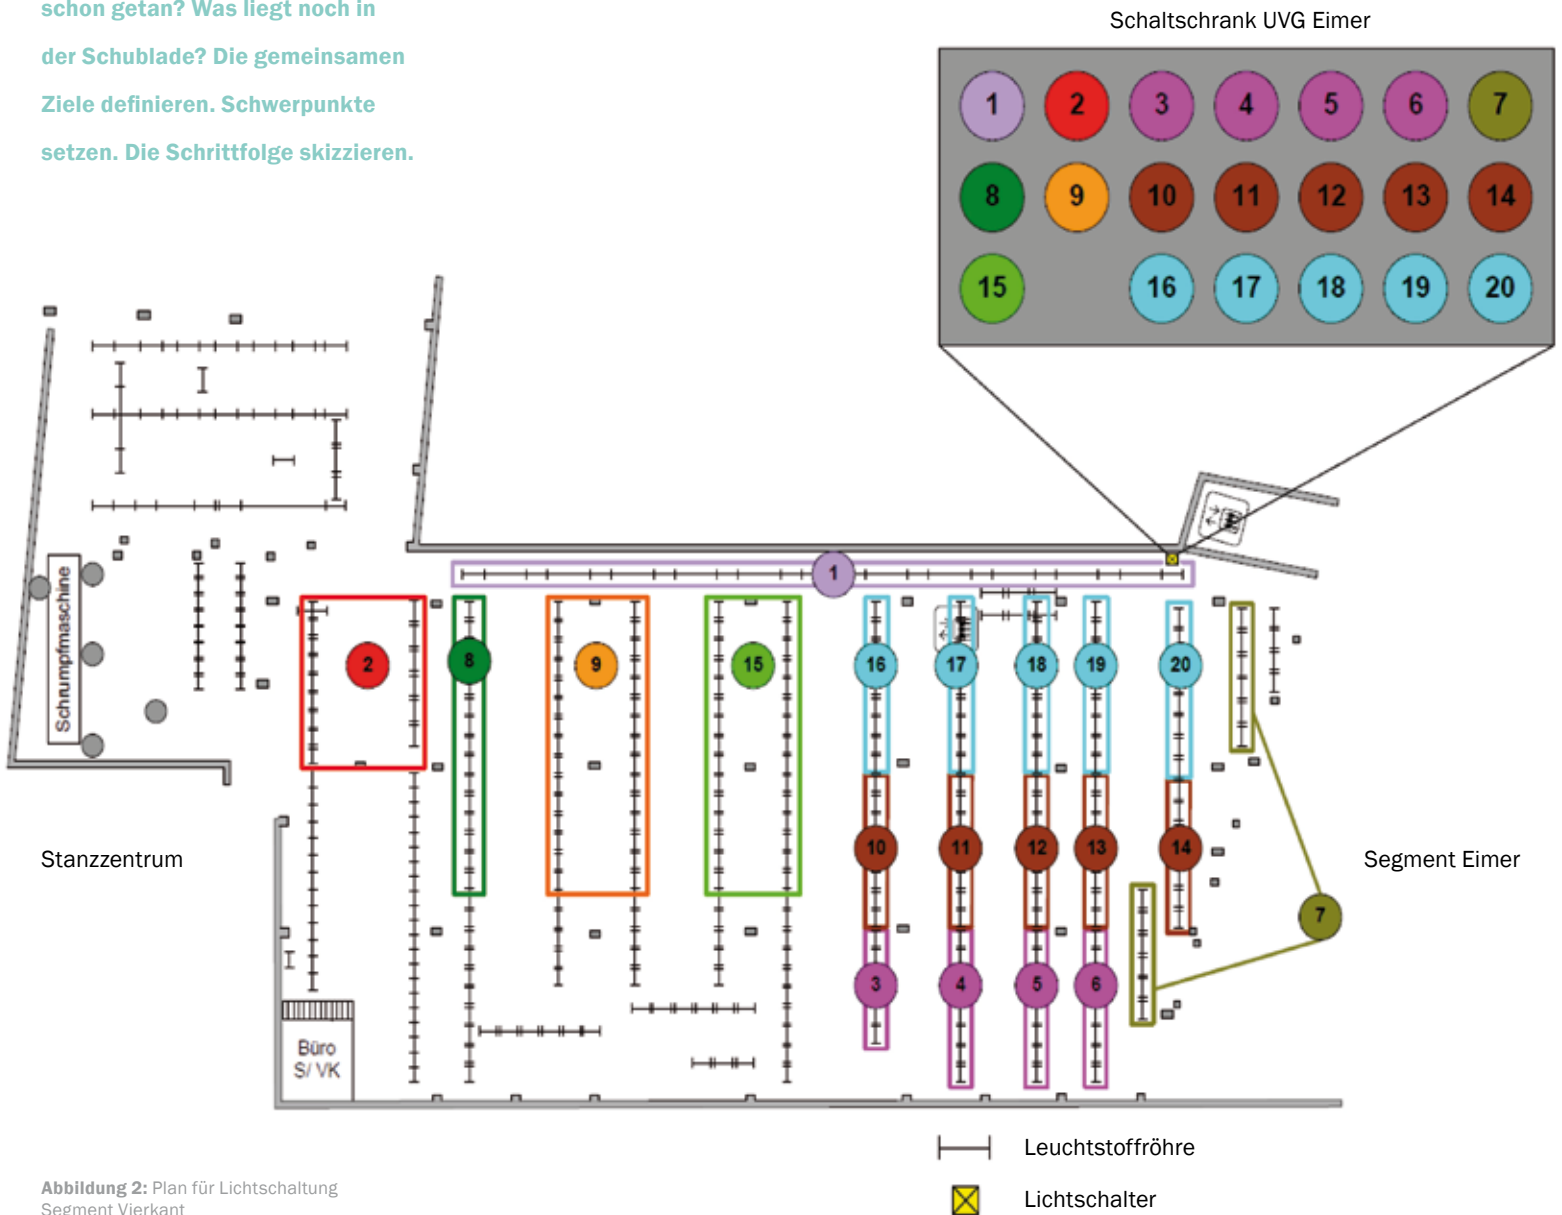 schon getan? Was liegt noch in
der Schublade? Die gemeinsamen
Ziele definieren. Schwerpunkte
setzen. Die Schrittfolge skizzieren.
Schaltschrank UVG Eimer
1 2 3 4 5 6 7
8 9 10 11 12 13 14
15 16 17 18 19 20
1
Schrumpfmaschine
2 8 9 15 16 17 18 19 20
10 11 12 13 14
Stanzzentrum
Segment Eimer
7
3 4 5 6
Büro
S/ VK
Leuchtstoffröhre
Lichtschalter
Abbildung 2: Plan für Lichtschaltung
Segment Vierkant